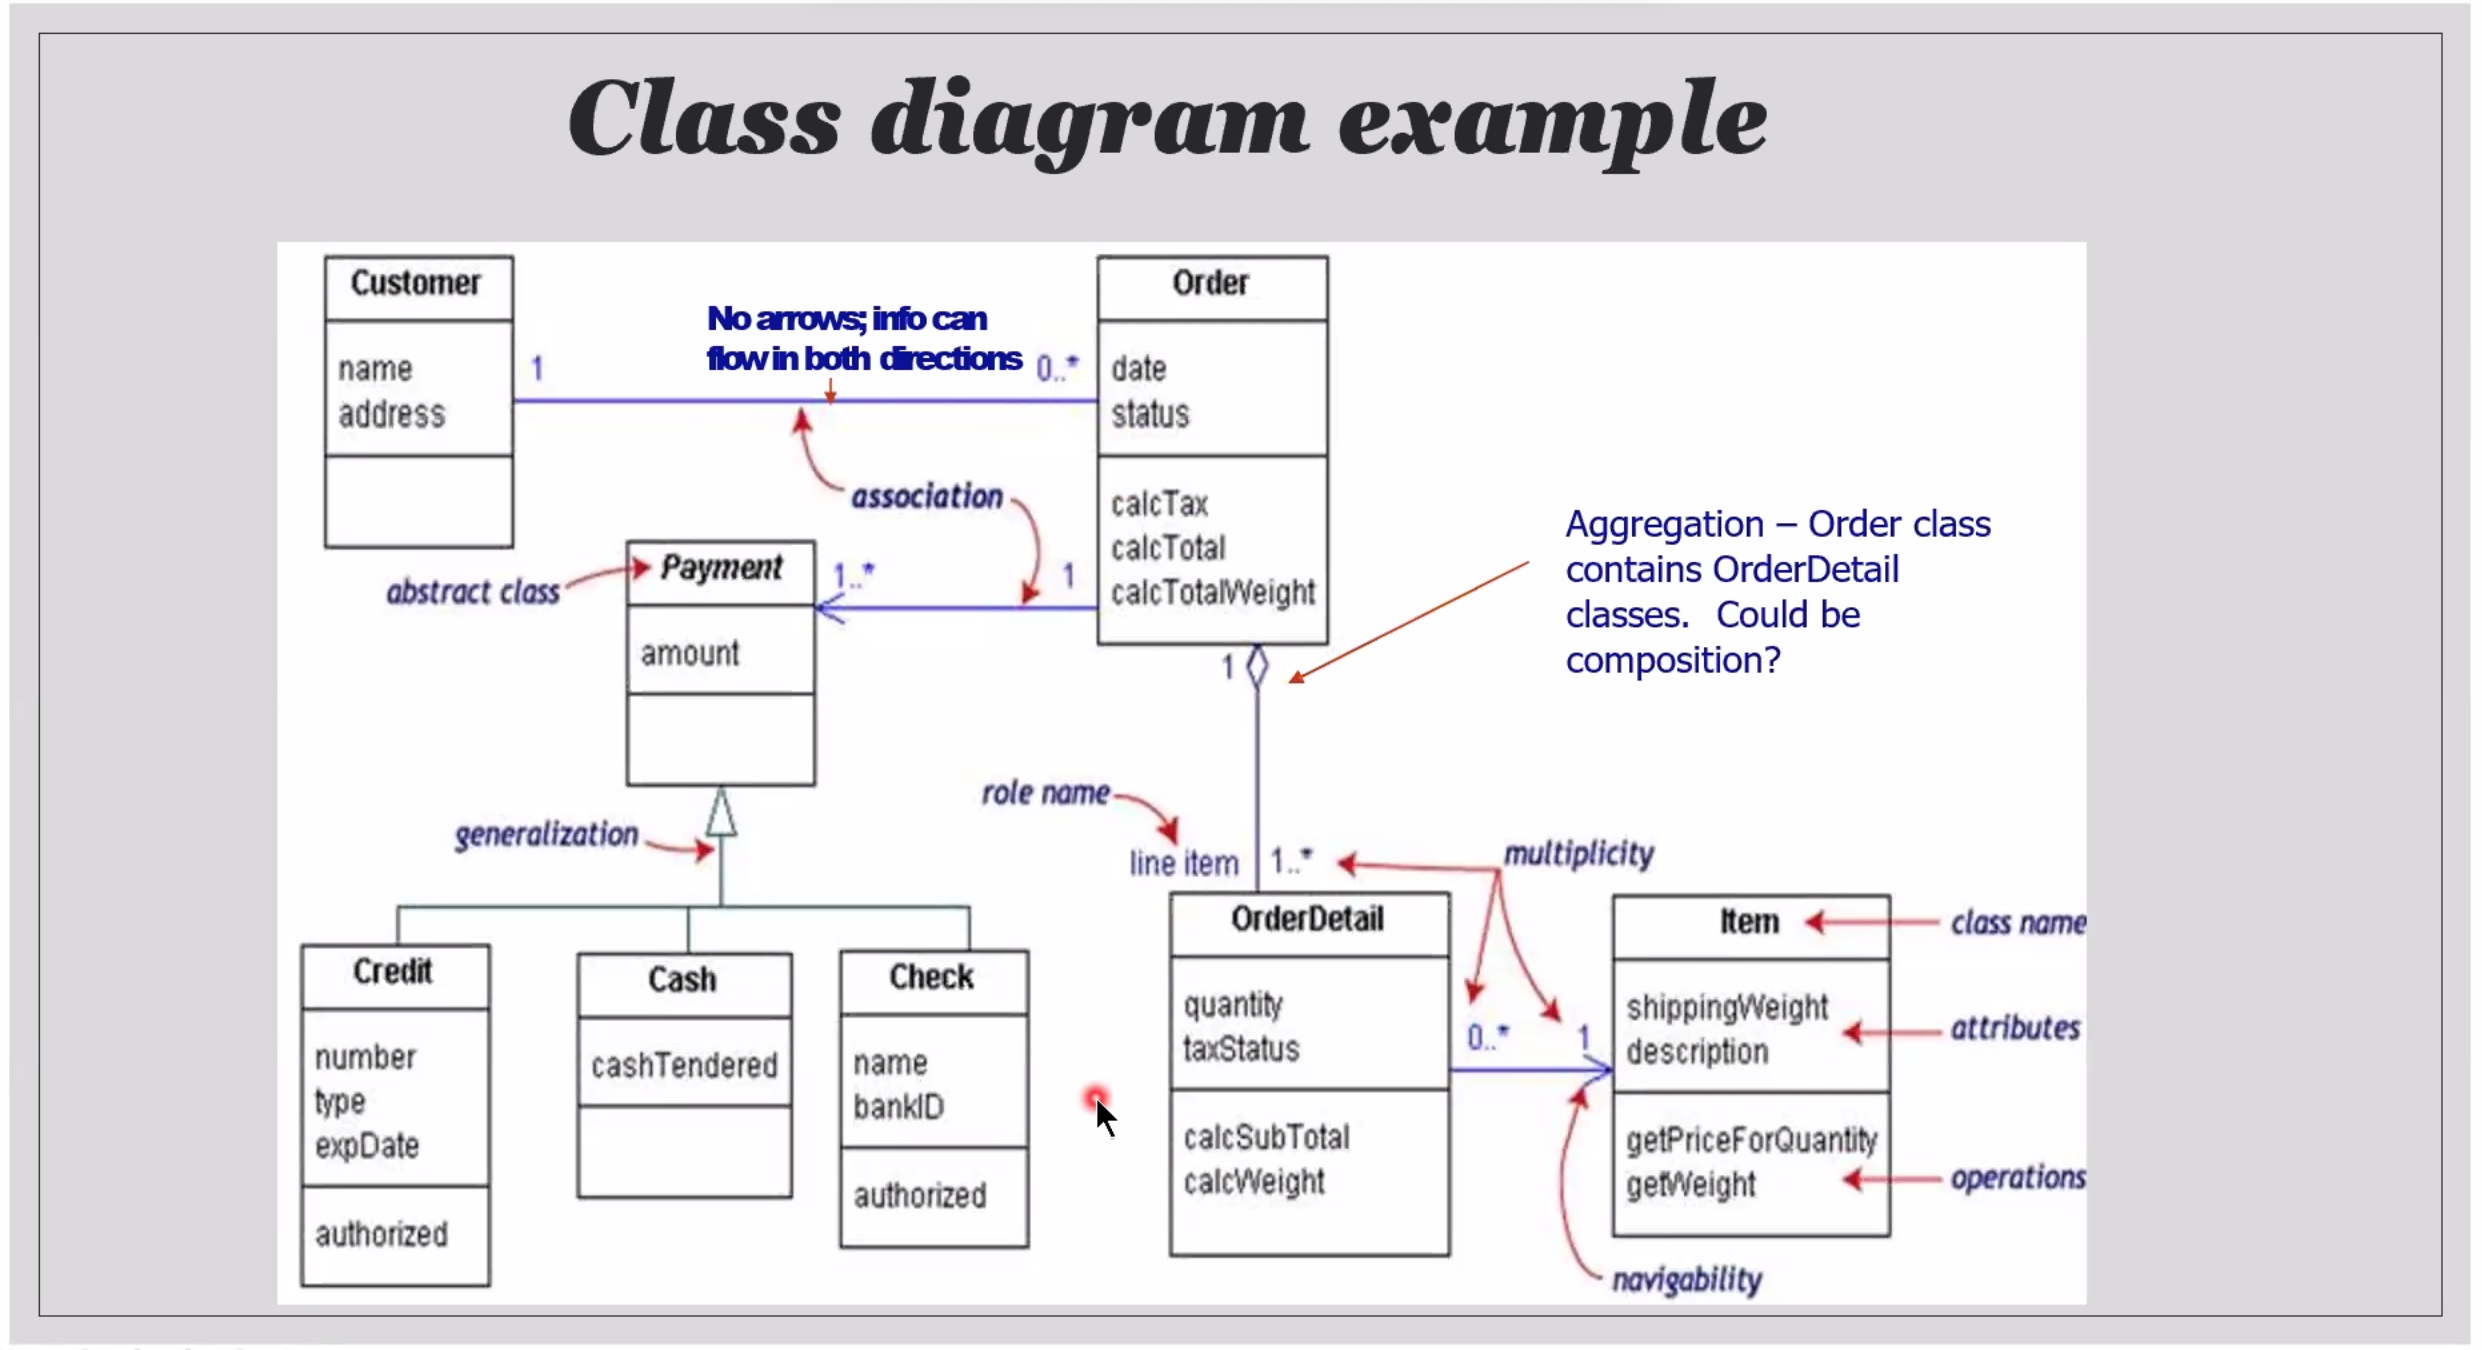 Class diagram example
Customer
name
address
1
No arrows; info can
flow in both directions
0..*
Order
date
status
calcTax
calcTotal
calcTotalWeight
association
abstract class
Payment
amount
1..*
1
Aggregation – Order class
contains OrderDetail
classes. Could be
composition?
1
generalization
role name
line item
1..*
multiplicity
Credit
number
type
expDate
authorized
Cash
cashTendered
Check
name
bankID
authorized
OrderDetail
quantity
taxStatus
calcSubTotal
calcWeight
0..*
1
Item
shippingWeight
description
getPriceForQuantity
getWeight
class name
attributes
operations
navigability